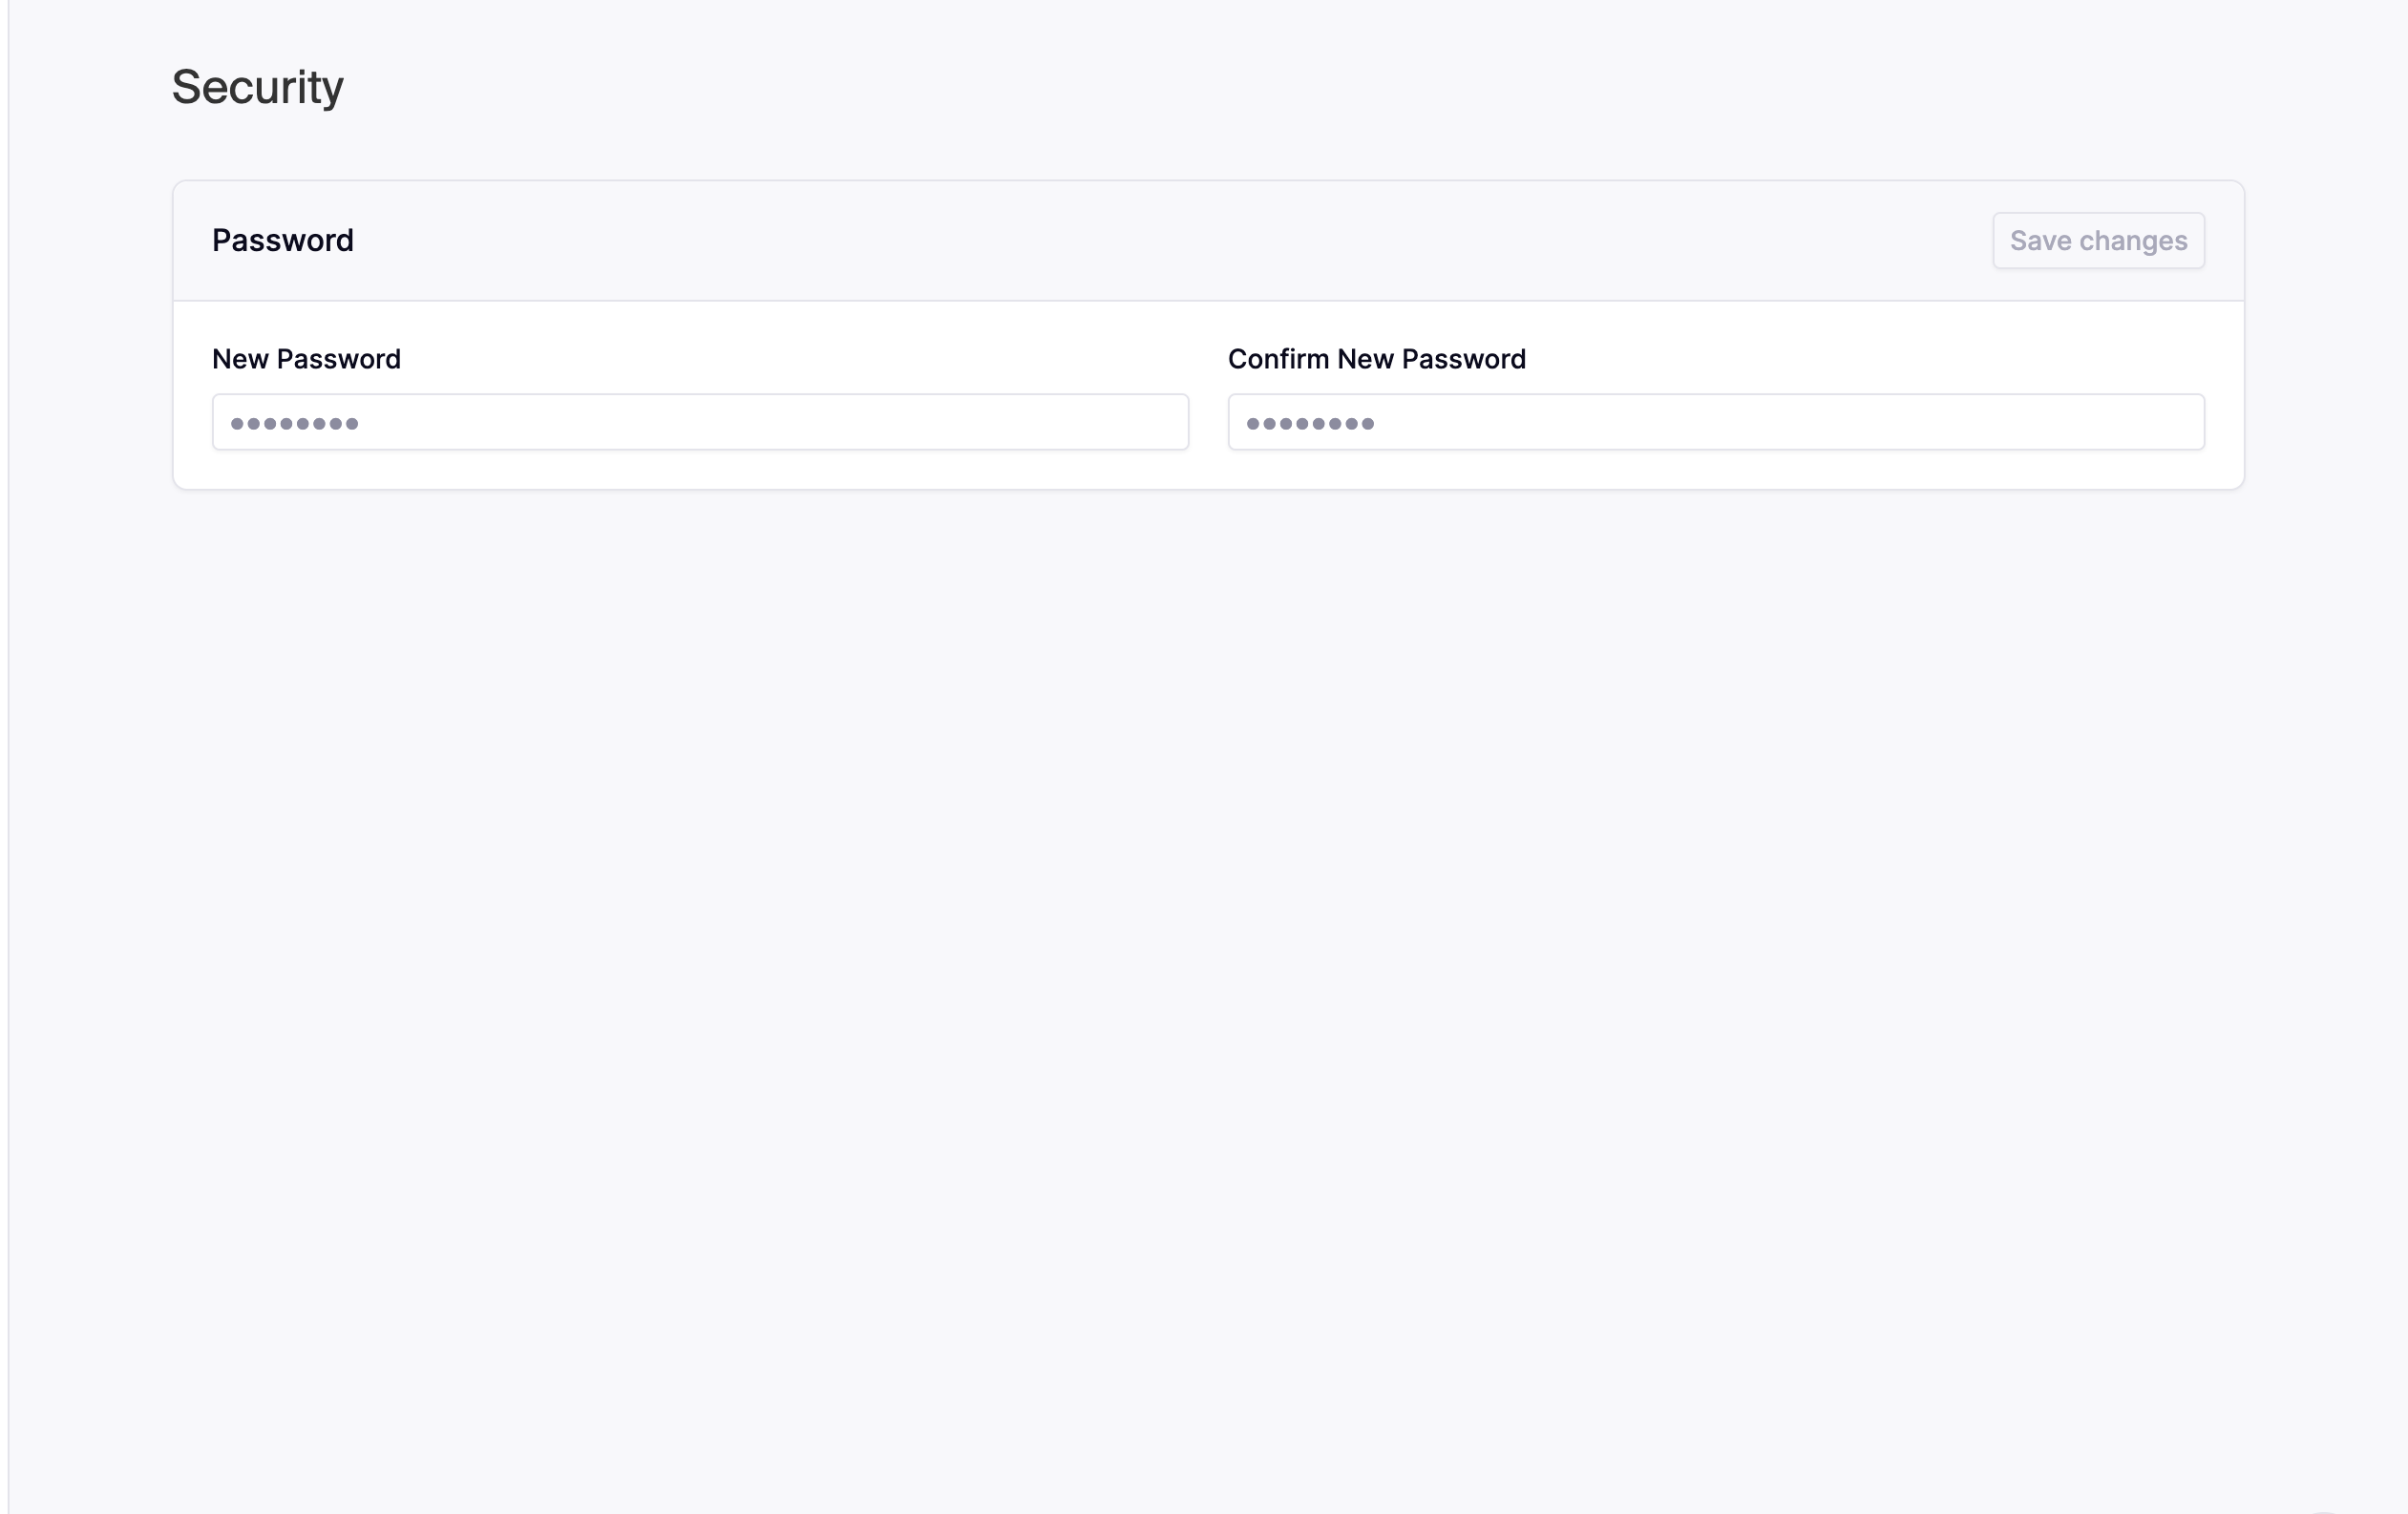 Security
Password
Save changes
New Password
Confirm New Password
••••••••
••••••••